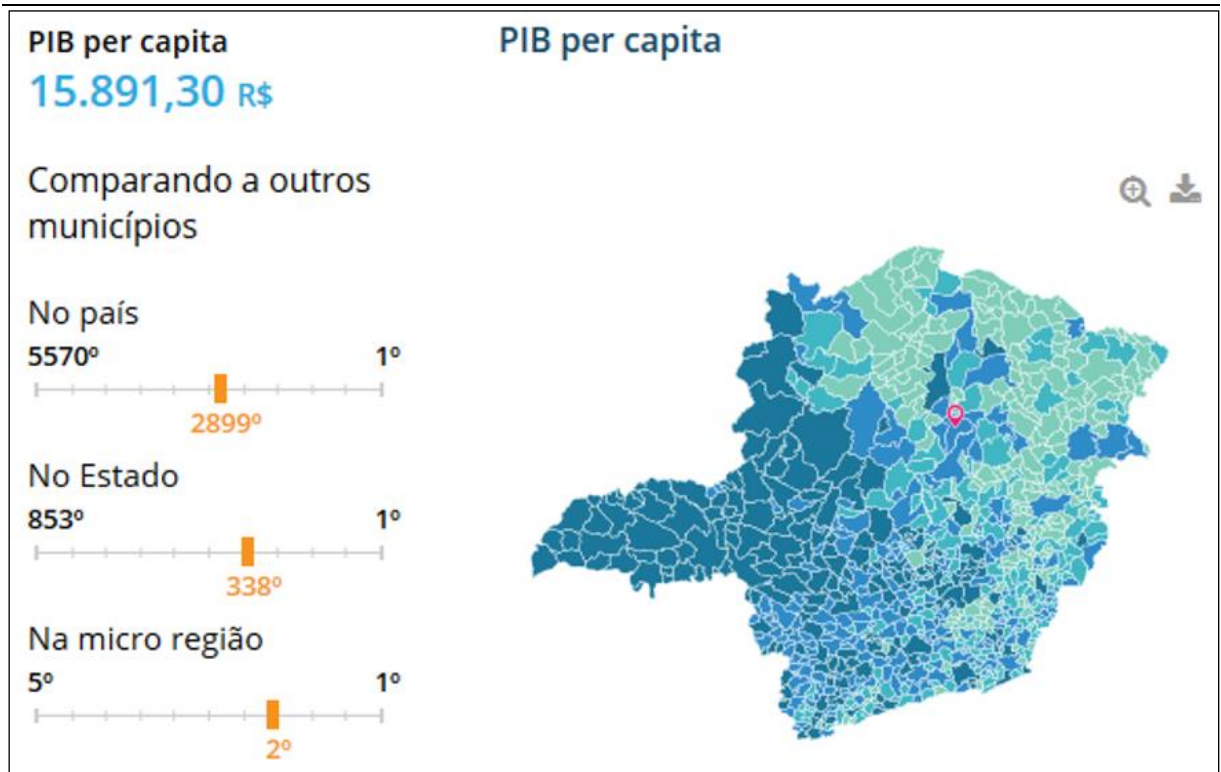 PIB per capita
15.891,30 R$
Comparando a outros
municípios
No país
5570º 1º
2899º
No Estado
853º 1º
338º
Na micro região
5º 1º
2º
PIB per capita